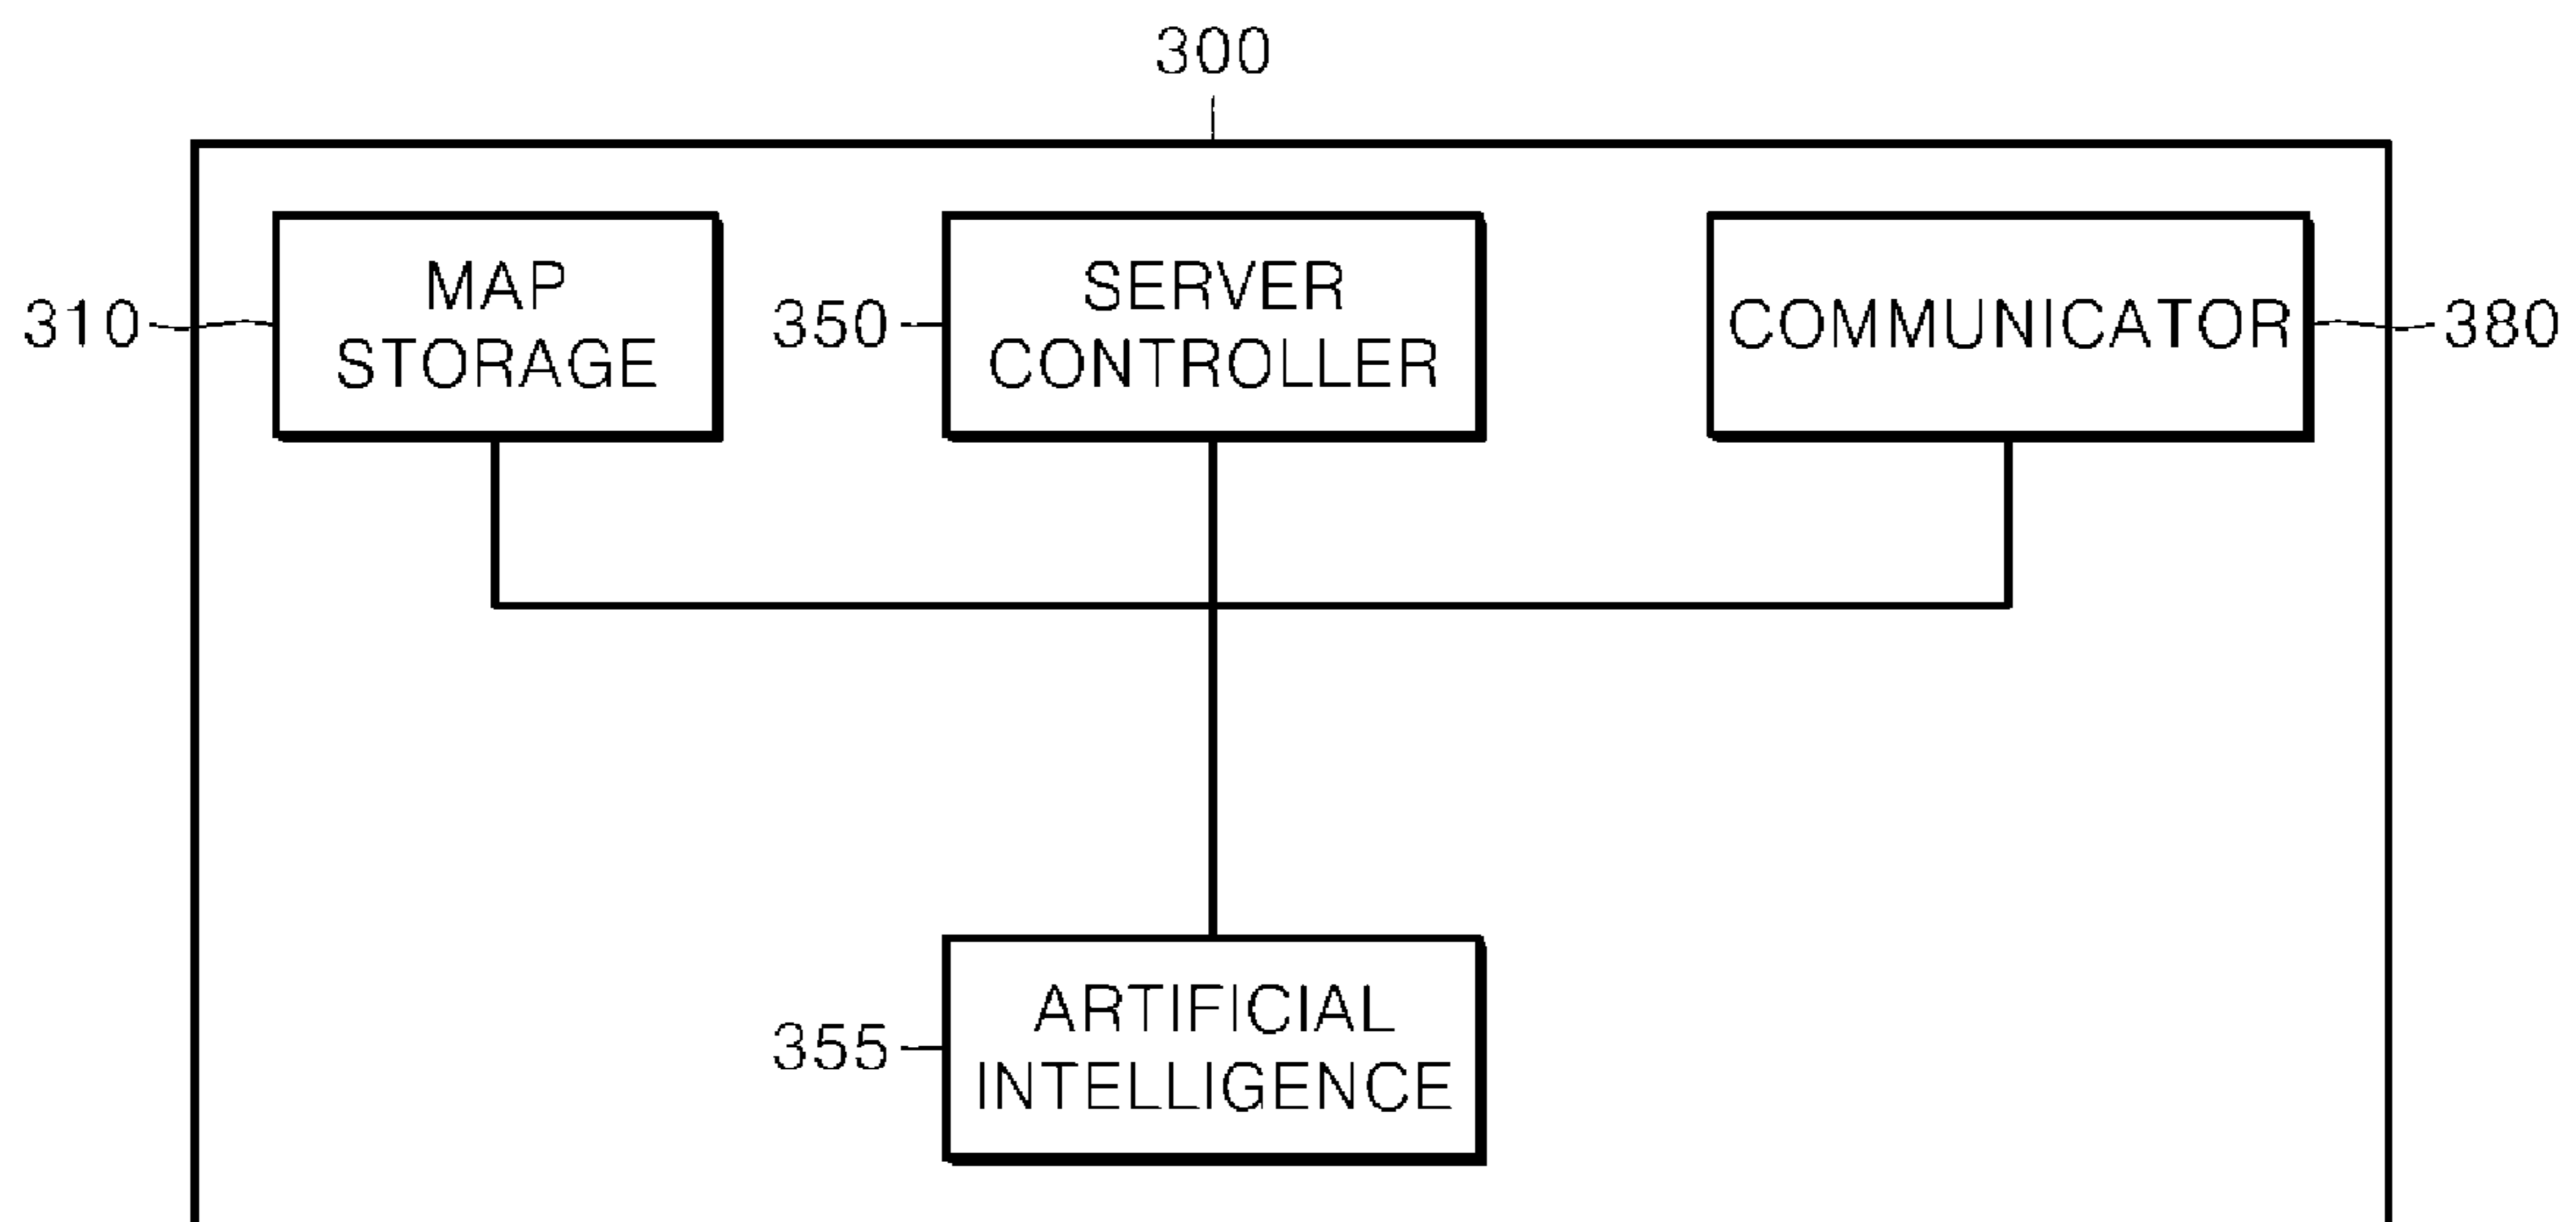 300
310
MAP
STORAGE
350
SERVER
CONTROLLER
COMMUNICATOR
380
355
ARTIFICIAL
INTELLIGENCE